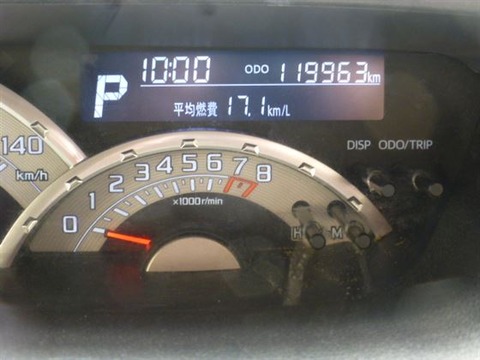 P 10:00 ODO 119963 km
平均燃費 17.1 km/L
DISP ODO/TRIP
140
km/h
0 1 2 3 4 5 6 7 8
x1000r/min
H M